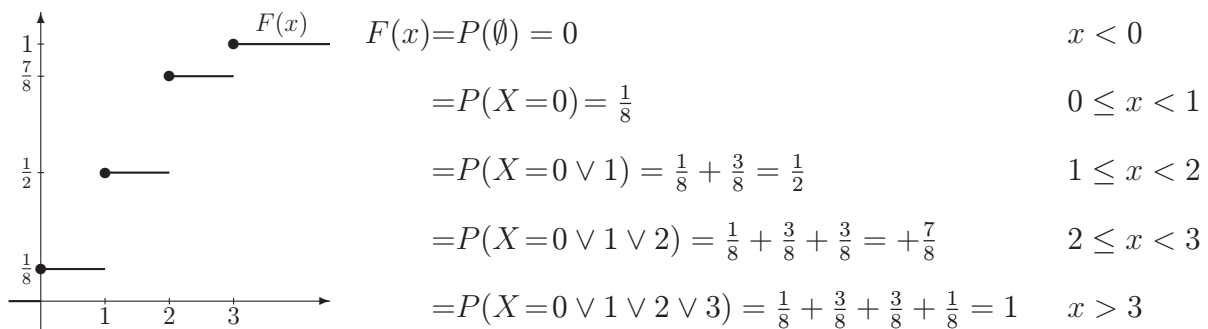 F(x)
1
7/8
1/2
1/8
1 2 3
F(x)=P(∅) = 0 x < 0
=P(X=0)= 1/8 0 ≤ x < 1
=P(X=0 ∨ 1) = 1/8 + 3/8 = 1/2 1 ≤ x < 2
=P(X=0 ∨ 1 ∨ 2) = 1/8 + 3/8 + 3/8 = +7/8 2 ≤ x < 3
=P(X=0 ∨ 1 ∨ 2 ∨ 3) = 1/8 + 3/8 + 3/8 + 1/8 = 1 x > 3